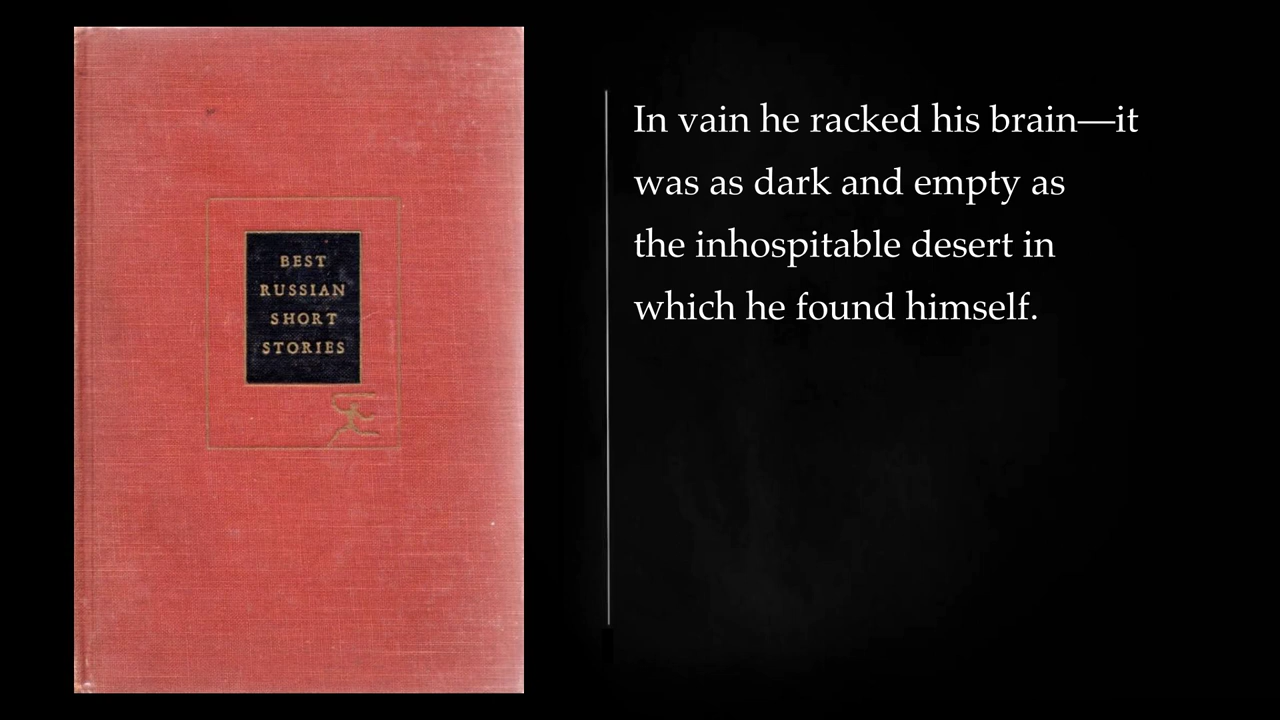 BEST
RUSSIAN
SHORT
STORIES
In vain he racked his brain—it
was as dark and empty as
the inhospitable desert in
which he found himself.